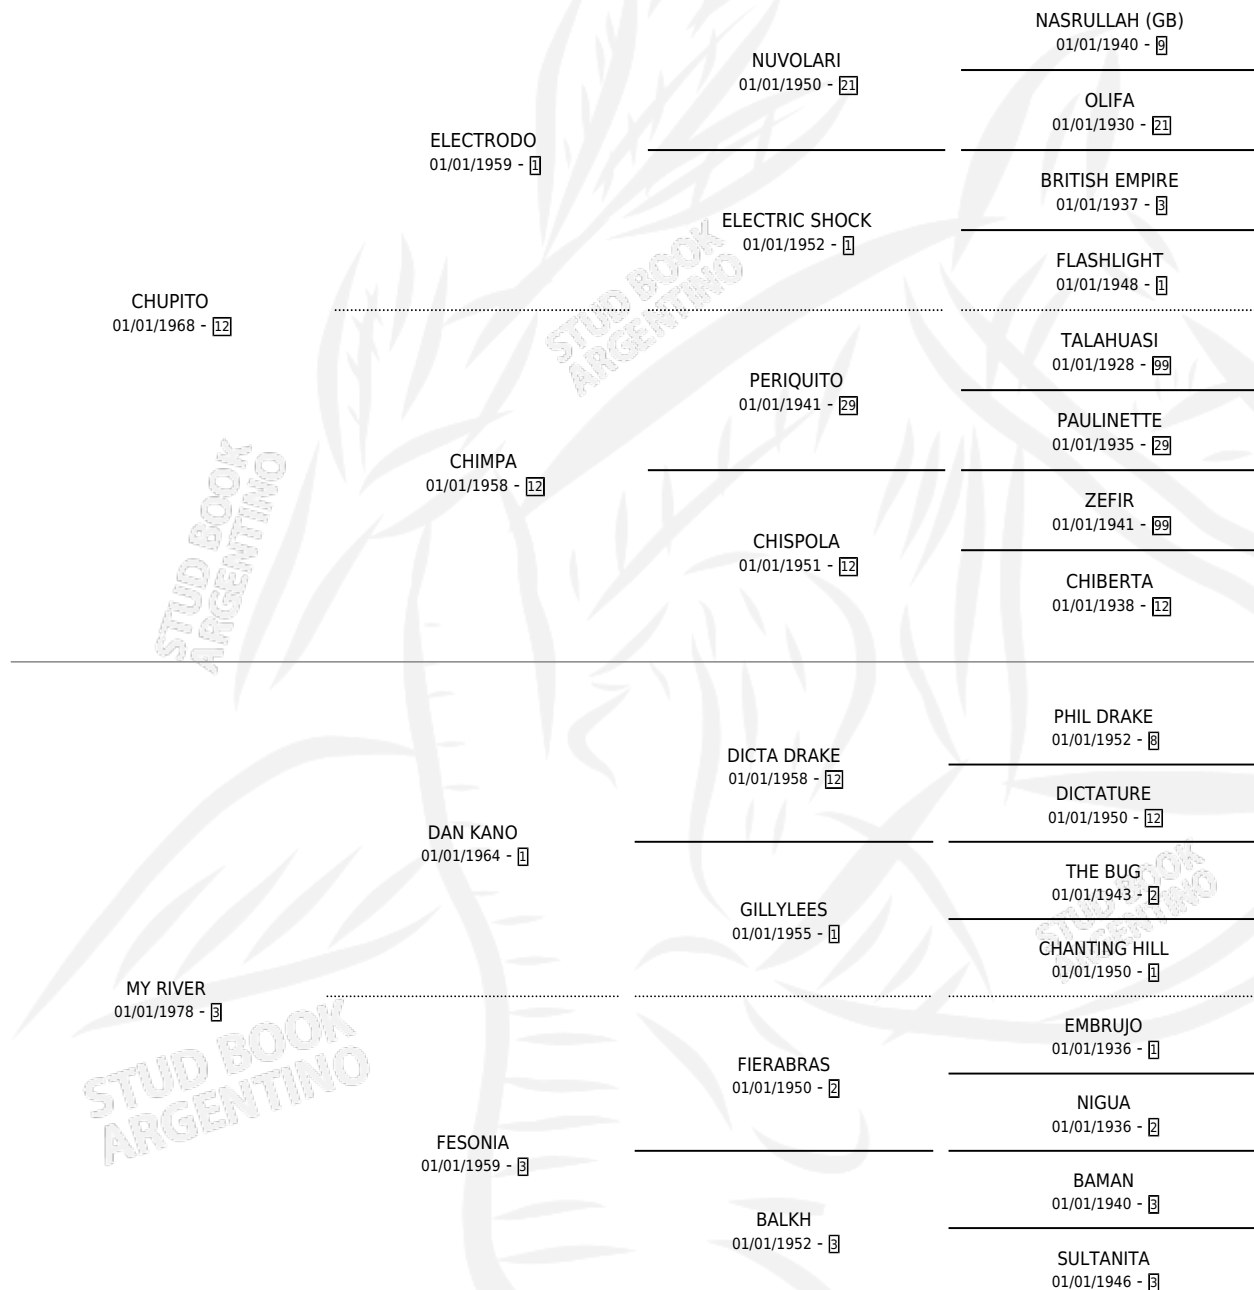 NASRULLAH (GB)
01/01/1940 - 9
NUVOLARI
01/01/1950 - 21
OLIFA
01/01/1930 - 21
ELECTRODO
01/01/1959 - 1
BRITISH EMPIRE
01/01/1937 - 3
ELECTRIC SHOCK
01/01/1952 - 1
FLASHLIGHT
01/01/1948 - 1
CHUPITO
01/01/1968 - 12
TALAHUASI
01/01/1928 - 99
PERIQUITO
01/01/1941 - 29
PAULINETTE
01/01/1935 - 29
CHIMPA
01/01/1958 - 12
ZEFIR
01/01/1941 - 99
CHISPOLA
01/01/1951 - 12
CHIBERTA
01/01/1938 - 12
STUD BOOK
ARGENTINO
STUD BOOK
ARGENTINO
PHIL DRAKE
01/01/1952 - 8
DICTA DRAKE
01/01/1958 - 12
DICTATURE
01/01/1950 - 12
DAN KANO
01/01/1964 - 1
THE BUG
01/01/1943 - 2
GILLYLEES
01/01/1955 - 1
CHANTING HILL
01/01/1950 - 1
MY RIVER
01/01/1978 - 3
EMBRUJO
01/01/1936 - 1
FIERABRAS
01/01/1950 - 2
NIGUA
01/01/1936 - 2
FESONIA
01/01/1959 - 3
BAMAN
01/01/1940 - 3
BALKH
01/01/1952 - 3
SULTANITA
01/01/1946 - 3
STUD BOOK
ARGENTINO
STUD BOOK
ARGENTINO